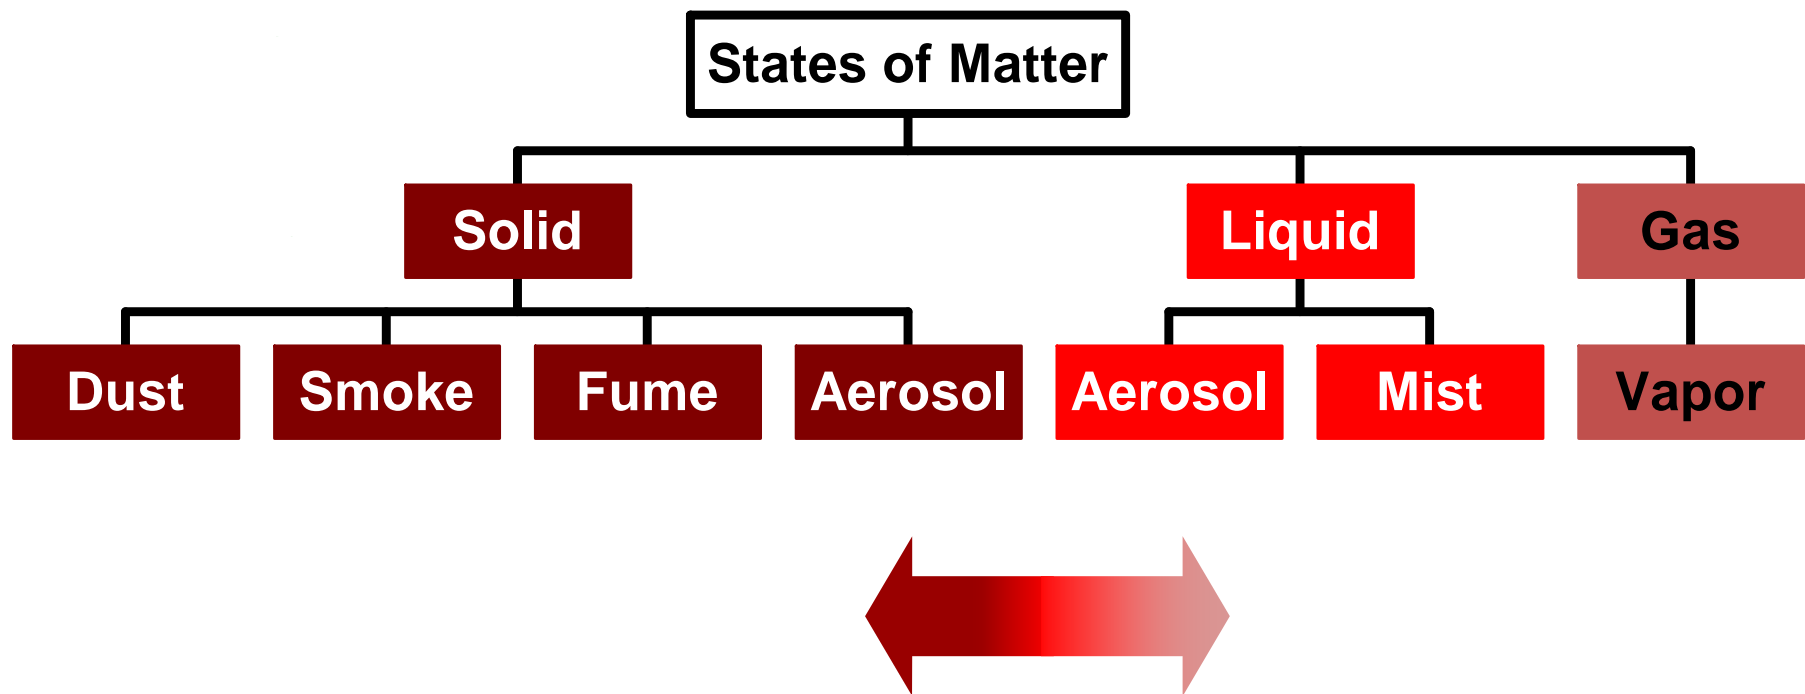 States of Matter
Solid
Liquid
Gas
Dust
Smoke
Fume
Aerosol
Aerosol
Mist
Vapor